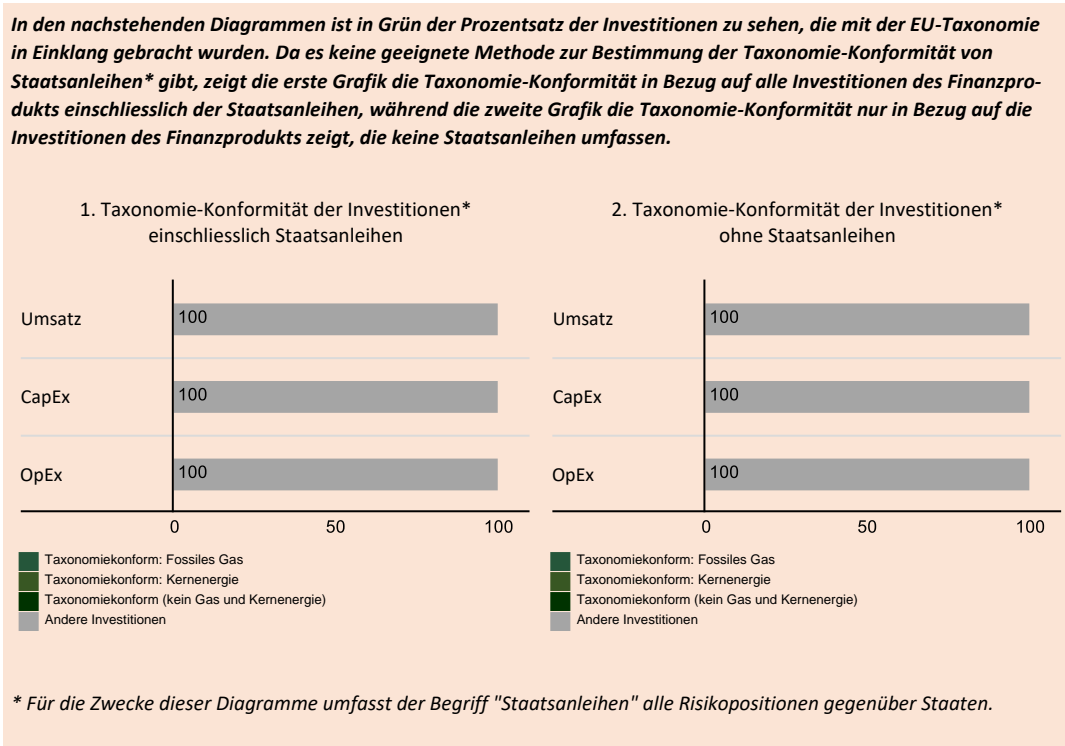 In den nachstehenden Diagrammen ist in Grün der Prozentsatz der Investitionen zu sehen, die mit der EU-Taxonomie
in Einklang gebracht wurden. Da es keine geeignete Methode zur Bestimmung der Taxonomie-Konformität von
Staatsanleihen* gibt, zeigt die erste Grafik die Taxonomie-Konformität in Bezug auf alle Investitionen des Finanzpro-
dukts einschliesslich der Staatsanleihen, während die zweite Grafik die Taxonomie-Konformität nur in Bezug auf die
Investitionen des Finanzprodukts zeigt, die keine Staatsanleihen umfassen.
1. Taxonomie-Konformität der Investitionen*
einschliesslich Staatsanleihen
Umsatz
100
CapEx
100
OpEx
100
0 50 100
Taxonomiekonform: Fossiles Gas
Taxonomiekonform: Kernenergie
Taxonomiekonform (kein Gas und Kernenergie)
Andere Investitionen
2. Taxonomie-Konformität der Investitionen*
ohne Staatsanleihen
Umsatz
100
CapEx
100
OpEx
100
0 50 100
Taxonomiekonform: Fossiles Gas
Taxonomiekonform: Kernenergie
Taxonomiekonform (kein Gas und Kernenergie)
Andere Investitionen
* Für die Zwecke dieser Diagramme umfasst der Begriff "Staatsanleihen" alle Risikopositionen gegenüber Staaten.